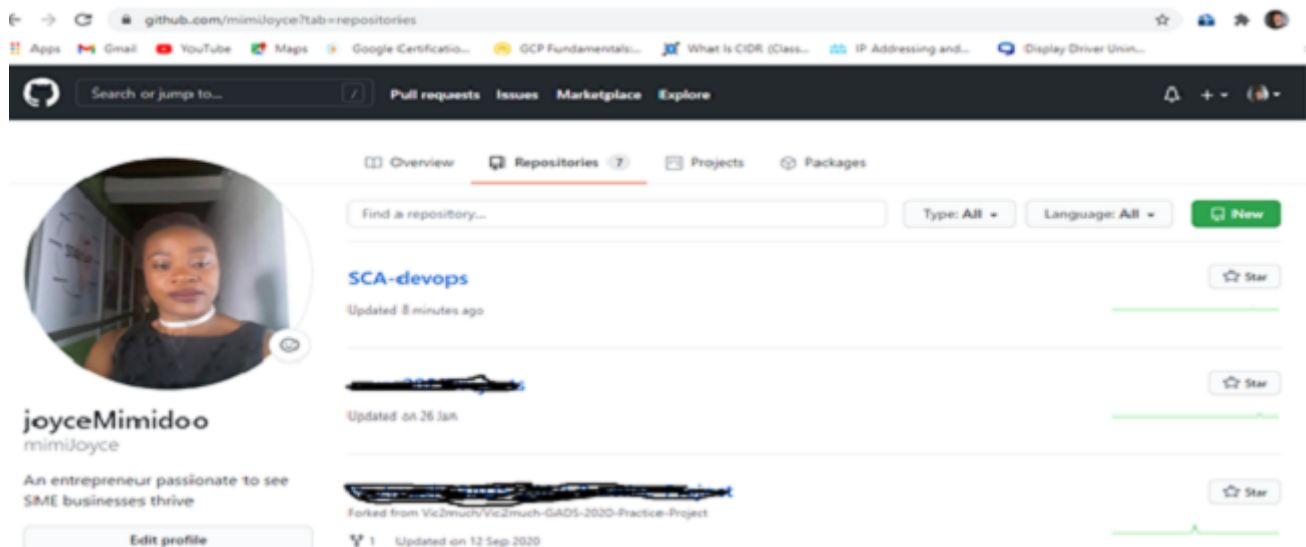 github.com/mimiJoyce?tab=repositories
Apps Gmail YouTube Maps Google Certificatio... GCP Fundamentals:... What Is CIDR (Class... IP Addressing and... Display Driver Unin...
Search or jump to... / Pull requests Issues Marketplace Explore
Overview Repositories 7 Projects Packages
Find a repository... Type: All Language: All New
SCA-devops Star
Updated 8 minutes ago
Star
Updated on 26 Jan
joyceMimidoo
mimiJoyce
An entrepreneur passionate to see
SME businesses thrive
Edit profile
Star
Forked from Vic2much/Vic2much-GADS-2020-Practice-Project
1 Updated on 12 Sep 2020